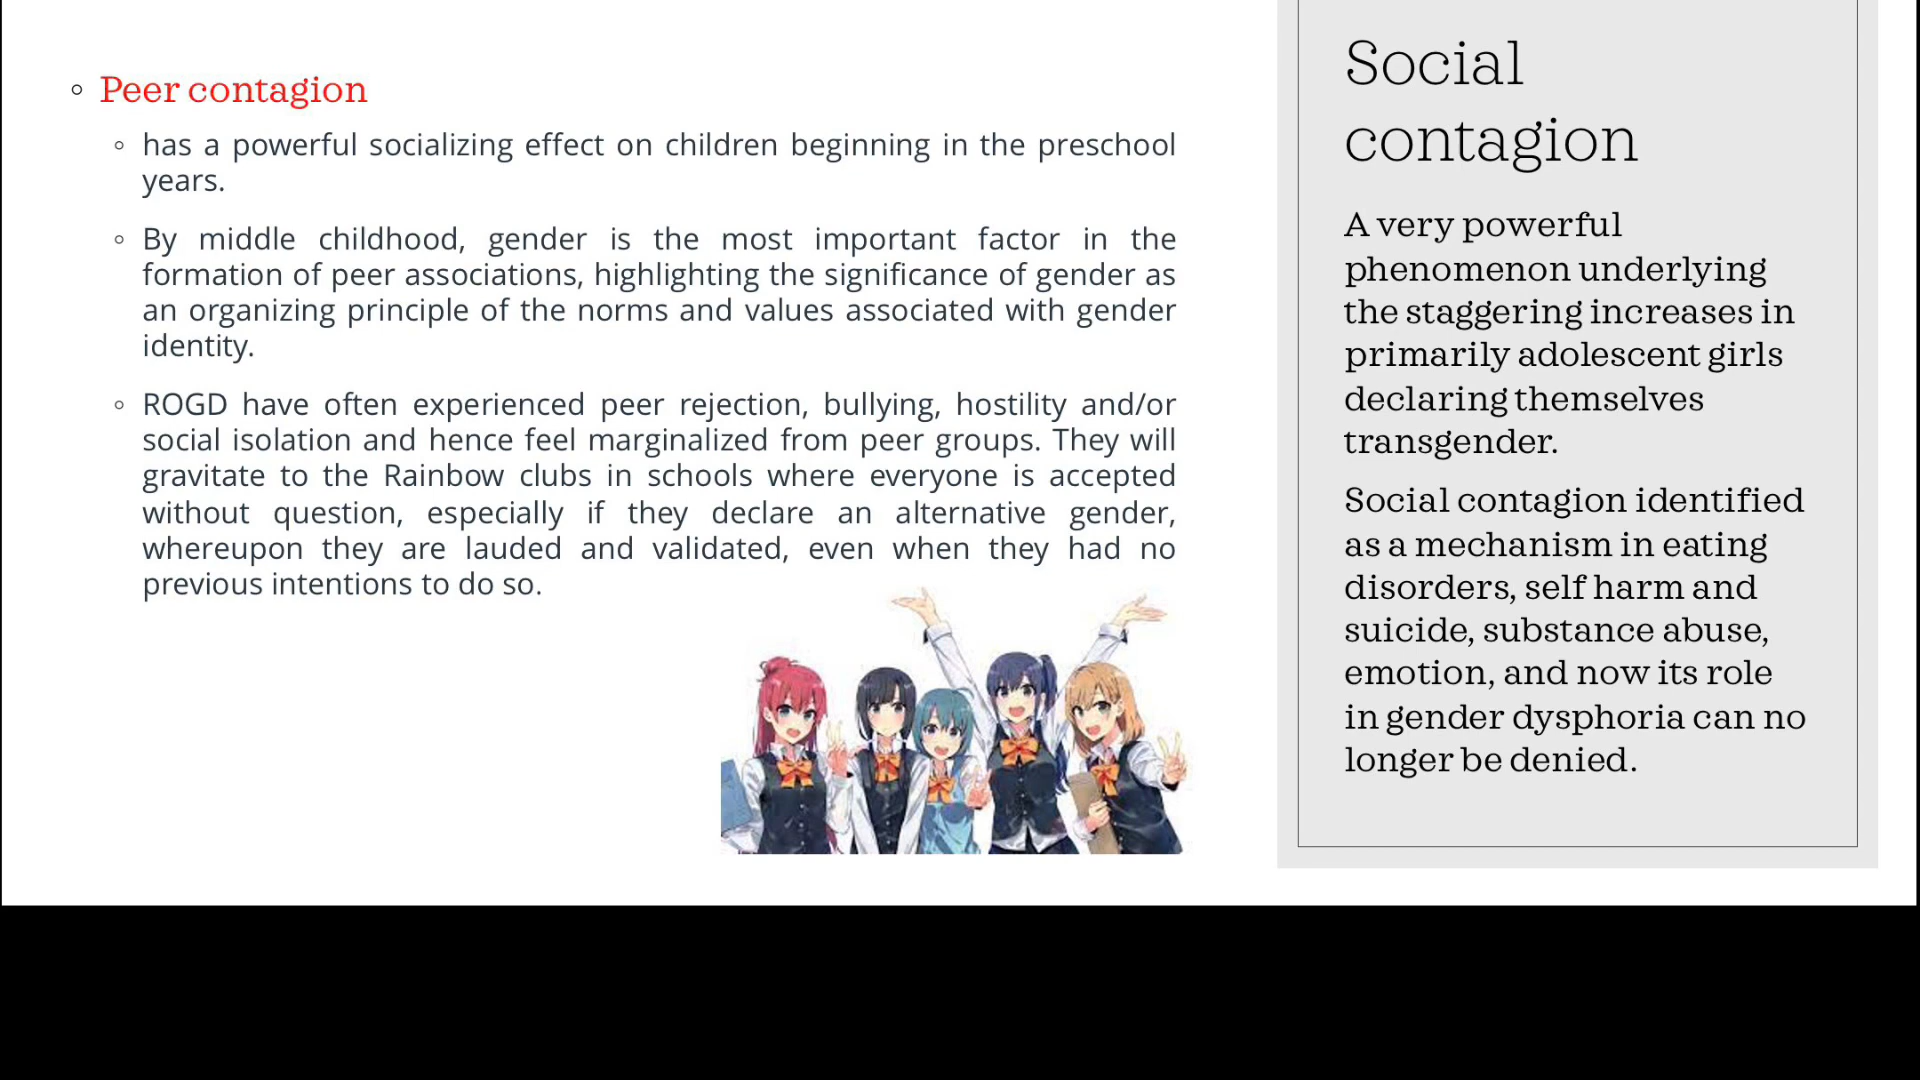 Peer contagion
has a powerful socializing effect on children beginning in the preschool
years.
By middle childhood, gender is the most important factor in the
formation of peer associations, highlighting the significance of gender as
an organizing principle of the norms and values associated with gender
identity.
ROGD have often experienced peer rejection, bullying, hostility and/or
social isolation and hence feel marginalized from peer groups. They will
gravitate to the Rainbow clubs in schools where everyone is accepted
without question, especially if they declare an alternative gender,
whereupon they are lauded and validated, even when they had no
previous intentions to do so.
Social
contagion
A very powerful
phenomenon underlying
the staggering increases in
primarily adolescent girls
declaring themselves
transgender.
Social contagion identified
as a mechanism in eating
disorders, self harm and
suicide, substance abuse,
emotion, and now its role
in gender dysphoria can no
longer be denied.